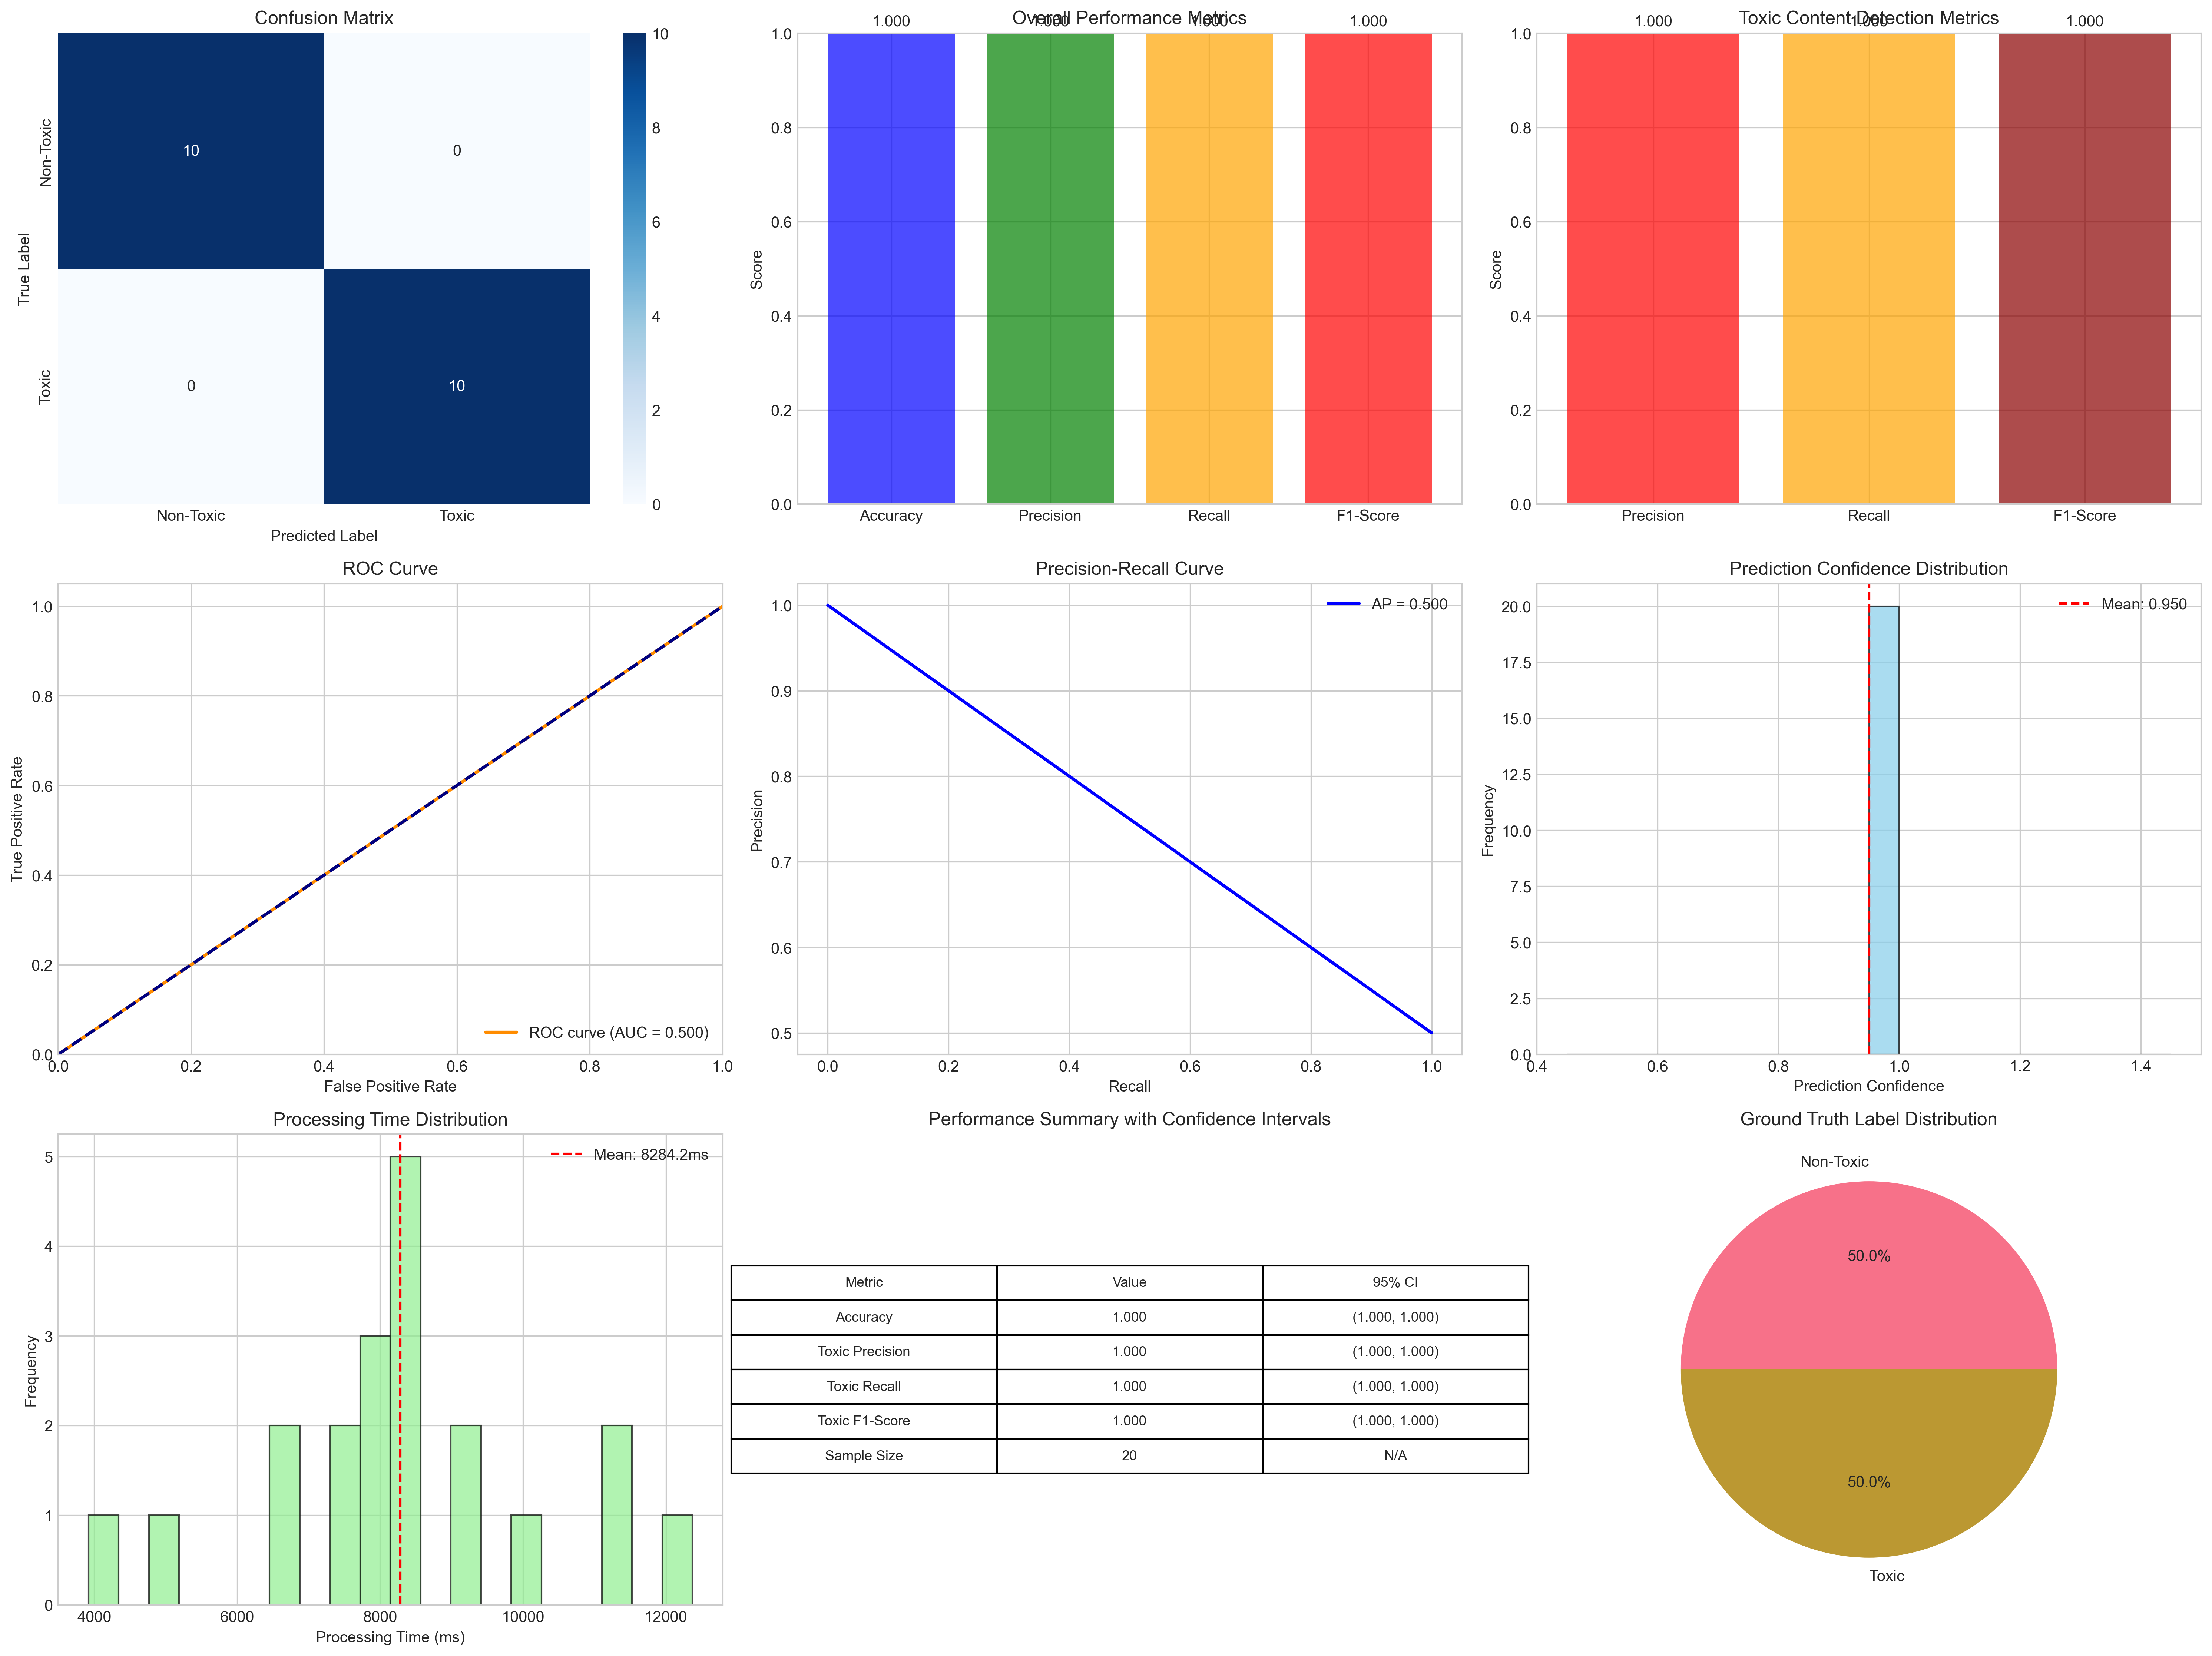 Confusion Matrix
10
0
0
10
Non-Toxic
Toxic
True Label
Non-Toxic
Toxic
Predicted Label
10
8
6
4
2
0
Overall Performance Metrics
1.000
1.000
1.000
1.000
1.0
0.8
0.6
0.4
0.2
0.0
Score
Accuracy
Precision
Recall
F1-Score
Toxic Content Detection Metrics
1.000
1.000
1.000
1.0
0.8
0.6
0.4
0.2
0.0
Score
Precision
Recall
F1-Score
ROC Curve
1.0
0.8
0.6
0.4
0.2
0.0
True Positive Rate
ROC curve (AUC = 0.500)
0.0
0.2
0.4
0.6
0.8
1.0
False Positive Rate
Precision-Recall Curve
AP = 0.500
1.0
0.9
0.8
0.7
0.6
0.5
Precision
0.0
0.2
0.4
0.6
0.8
1.0
Recall
Prediction Confidence Distribution
Mean: 0.950
20.0
17.5
15.0
12.5
10.0
7.5
5.0
2.5
0.0
Frequency
0.4
0.6
0.8
1.0
1.2
1.4
Prediction Confidence
Processing Time Distribution
Mean: 8284.2ms
5
4
3
2
1
0
Frequency
4000
6000
8000
10000
12000
Processing Time (ms)
Performance Summary with Confidence Intervals
Metric Value 95% CI
Accuracy 1.000 (1.000, 1.000)
Toxic Precision 1.000 (1.000, 1.000)
Toxic Recall 1.000 (1.000, 1.000)
Toxic F1-Score 1.000 (1.000, 1.000)
Sample Size 20 N/A
Ground Truth Label Distribution
Non-Toxic
50.0%
50.0%
Toxic